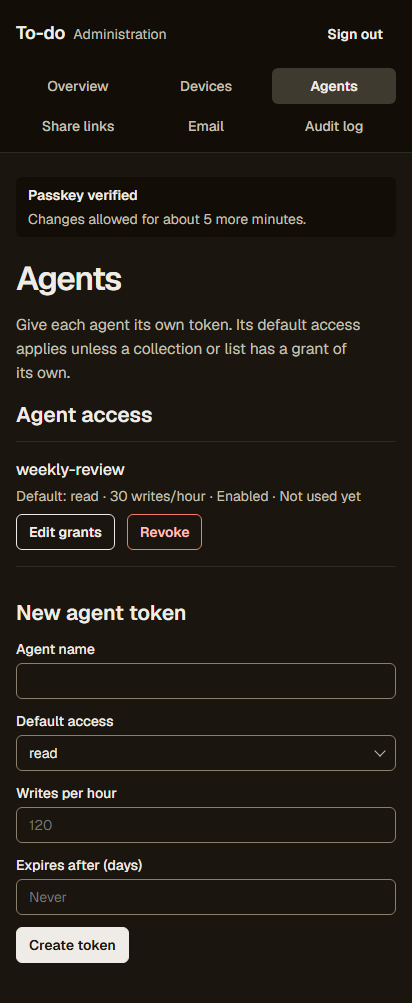 To-do Administration
Sign out
Overview
Devices
Agents
Share links
Email
Audit log
Passkey verified
Changes allowed for about 5 more minutes.
Agents
Give each agent its own token. Its default access
applies unless a collection or list has a grant of
its own.
Agent access
weekly-review
Default: read · 30 writes/hour · Enabled · Not used yet
Edit grants
Revoke
New agent token
Agent name
Default access
read
Writes per hour
120
Expires after (days)
Never
Create token